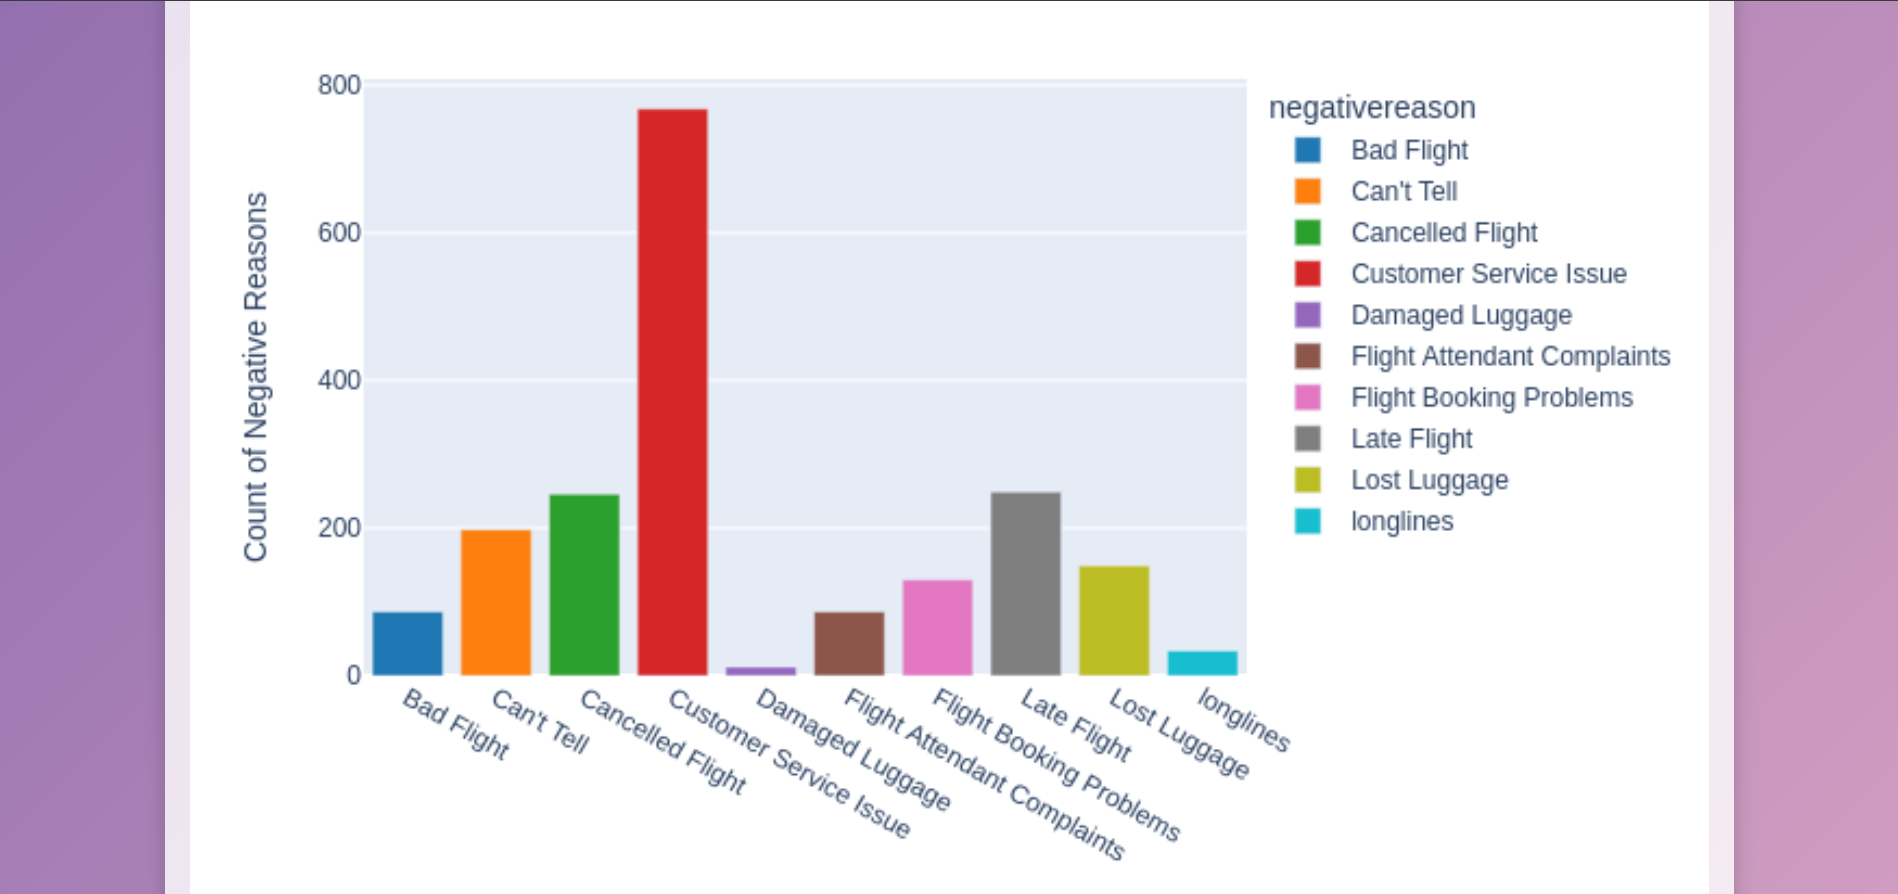 Count of Negative Reasons
800
600
400
200
0
Bad Flight
Can't Tell
Cancelled Flight
Customer Service Issue
Damaged Luggage
Flight Attendant Complaints
Flight Booking Problems
Late Flight
Lost Luggage
longlines
negativereason
Bad Flight
Can't Tell
Cancelled Flight
Customer Service Issue
Damaged Luggage
Flight Attendant Complaints
Flight Booking Problems
Late Flight
Lost Luggage
longlines